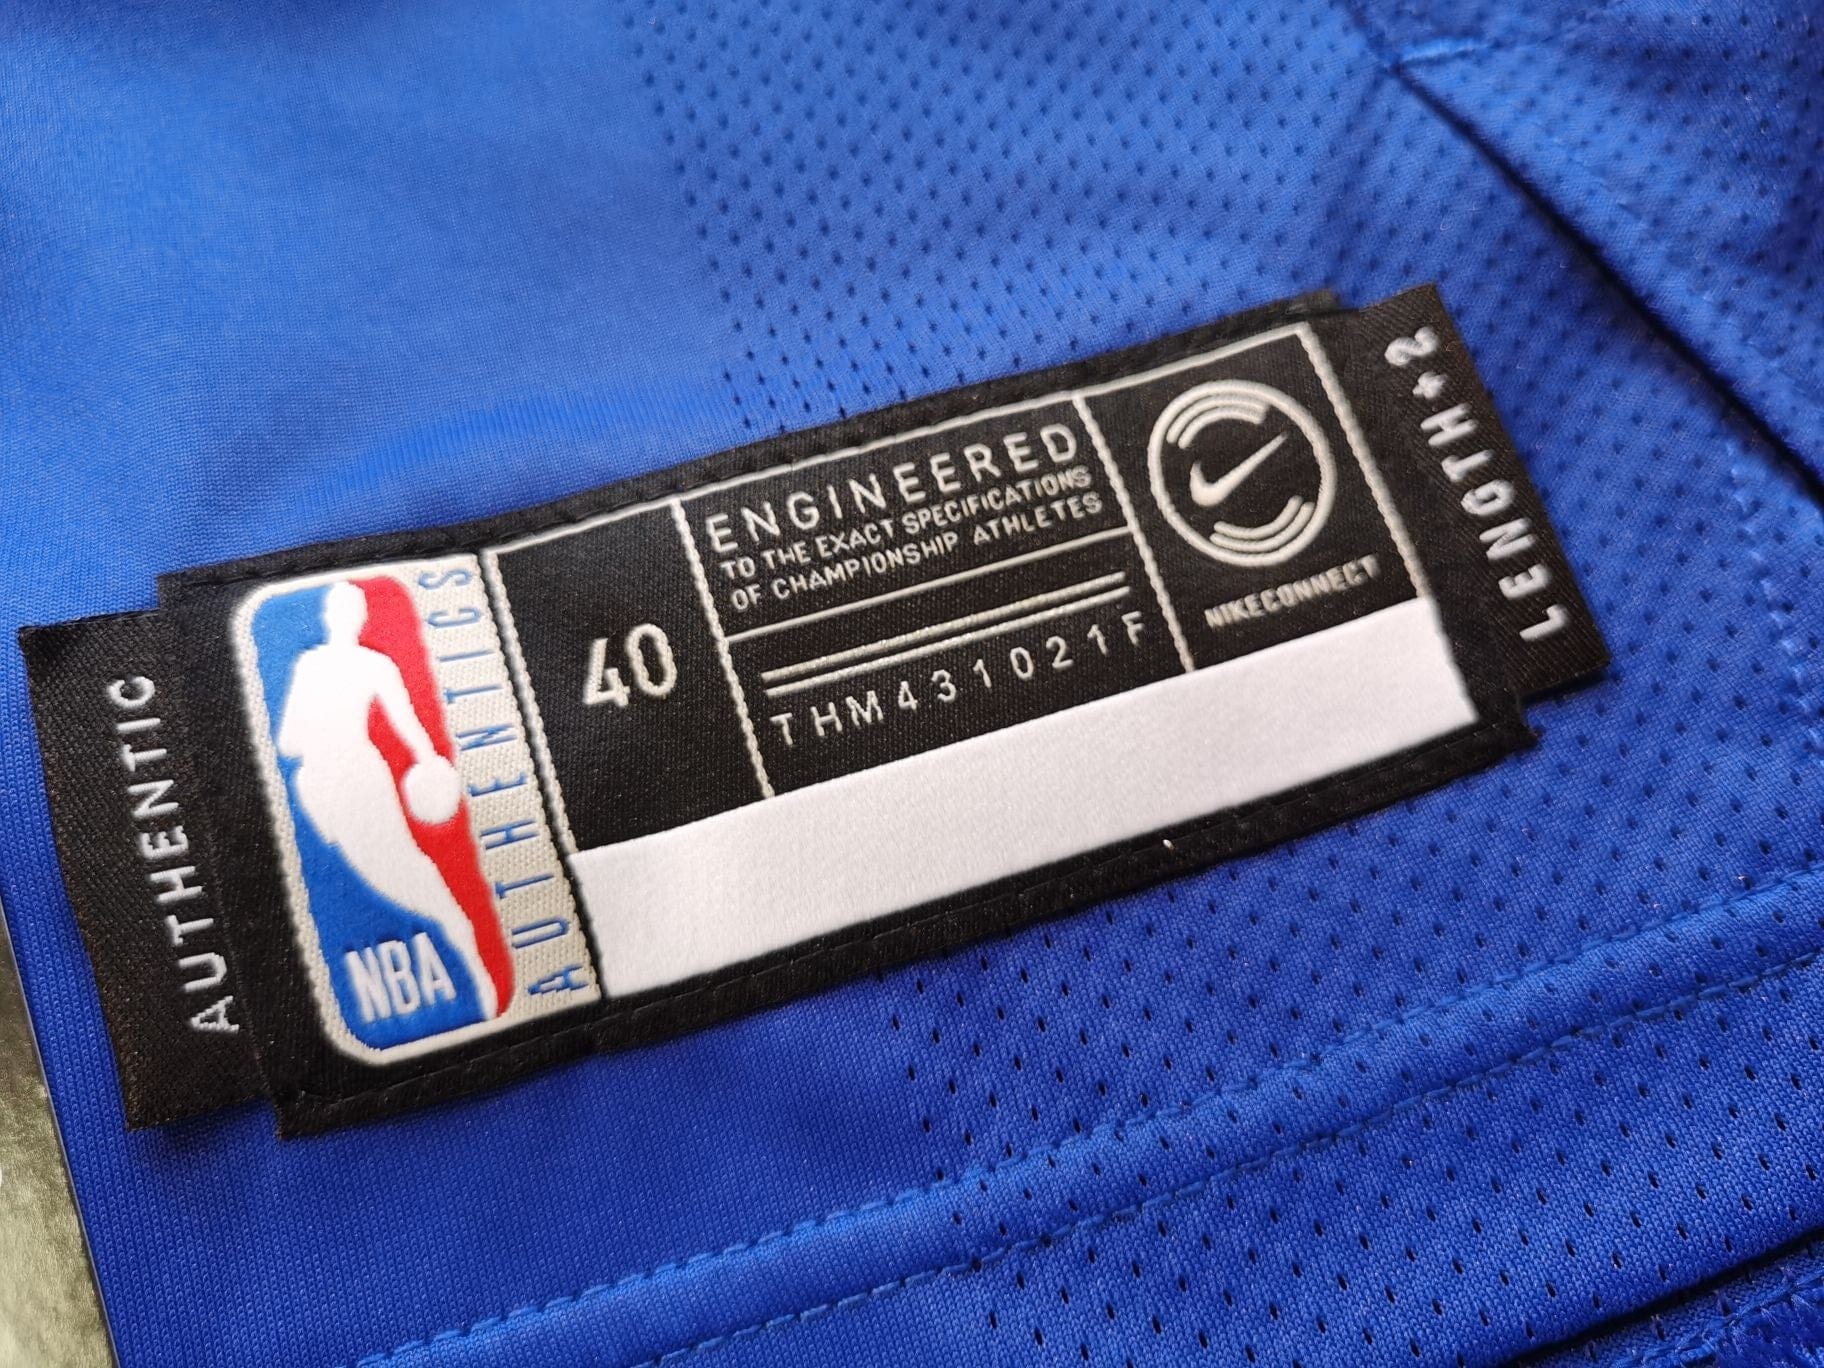 AUTHENTIC
NBA
AUTHENTICS
40
ENGINEERED
TO THE EXACT SPECIFICATIONS
OF CHAMPIONSHIP ATHLETES
THM431021F
NIKECONNECT
LENGTH+2